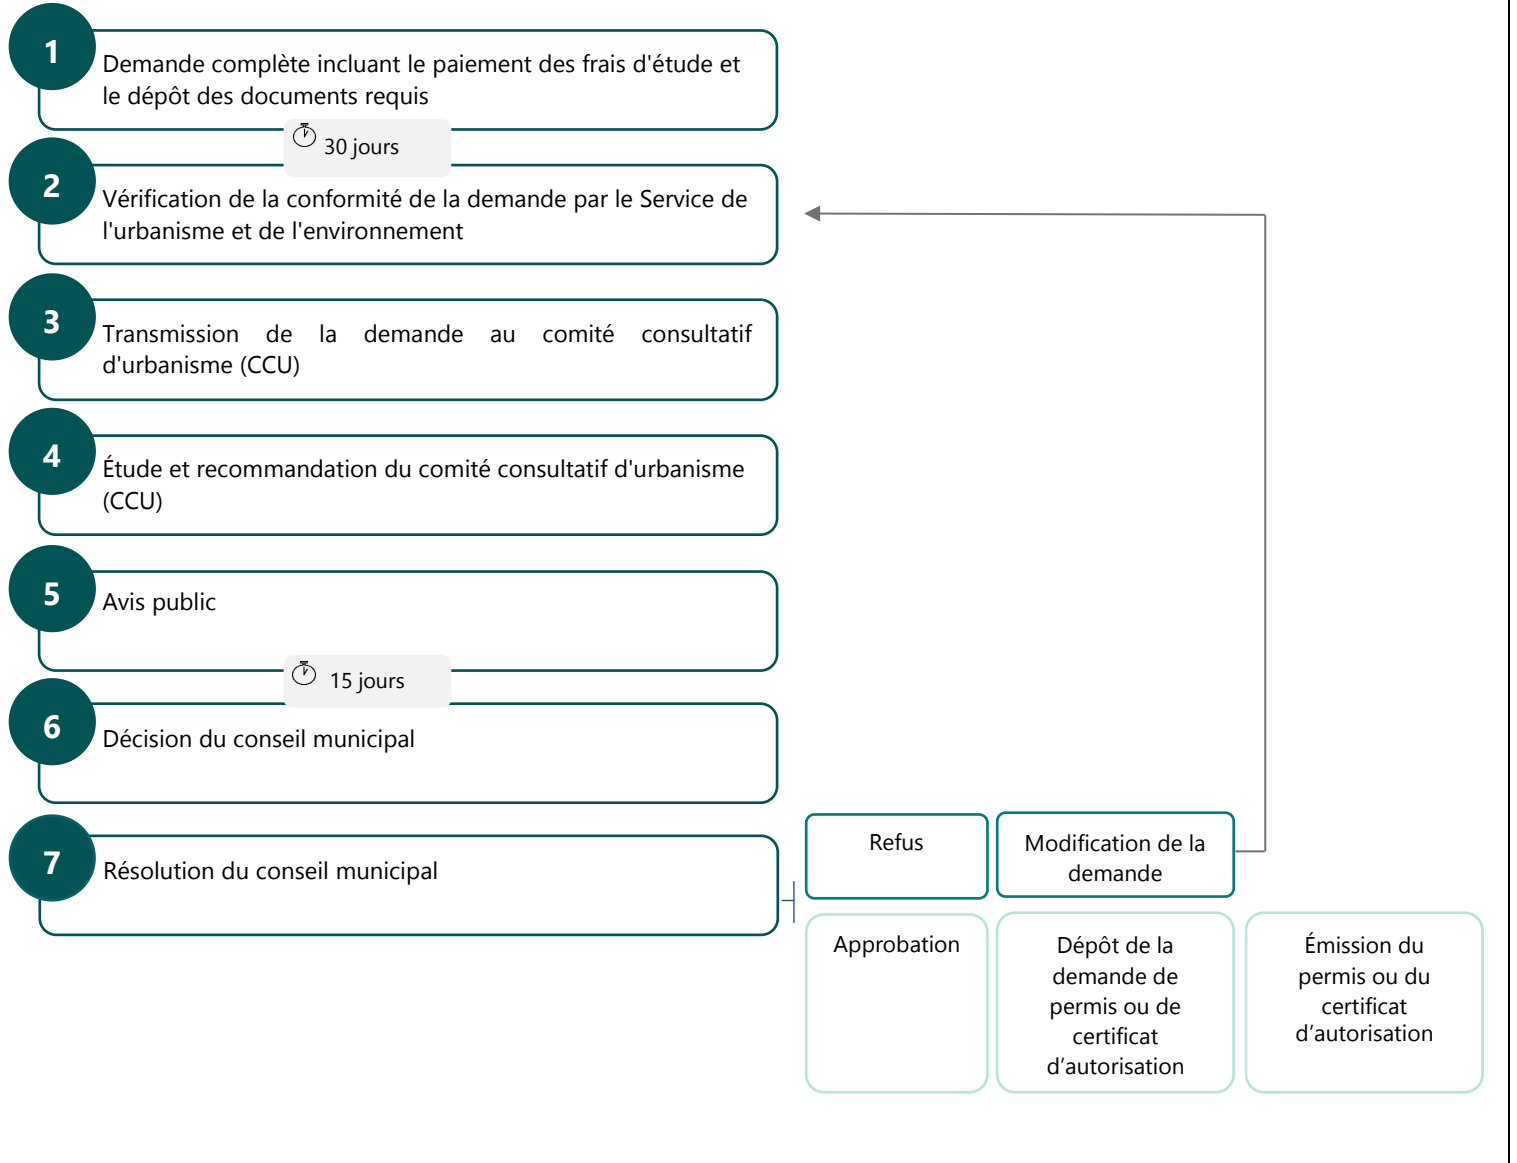 1
Demande complète incluant le paiement des frais d'étude et
le dépôt des documents requis
30 jours
2
Vérification de la conformité de la demande par le Service de
l'urbanisme et de l'environnement
3
Transmission de la demande au comité consultatif
d'urbanisme (CCU)
4
Étude et recommandation du comité consultatif d'urbanisme
(CCU)
5
Avis public
15 jours
6
Décision du conseil municipal
7
Résolution du conseil municipal
Refus
Modification de la
demande
Approbation
Dépôt de la
demande de
permis ou de
certificat
d’autorisation
Émission du
permis ou du
certificat
d’autorisation